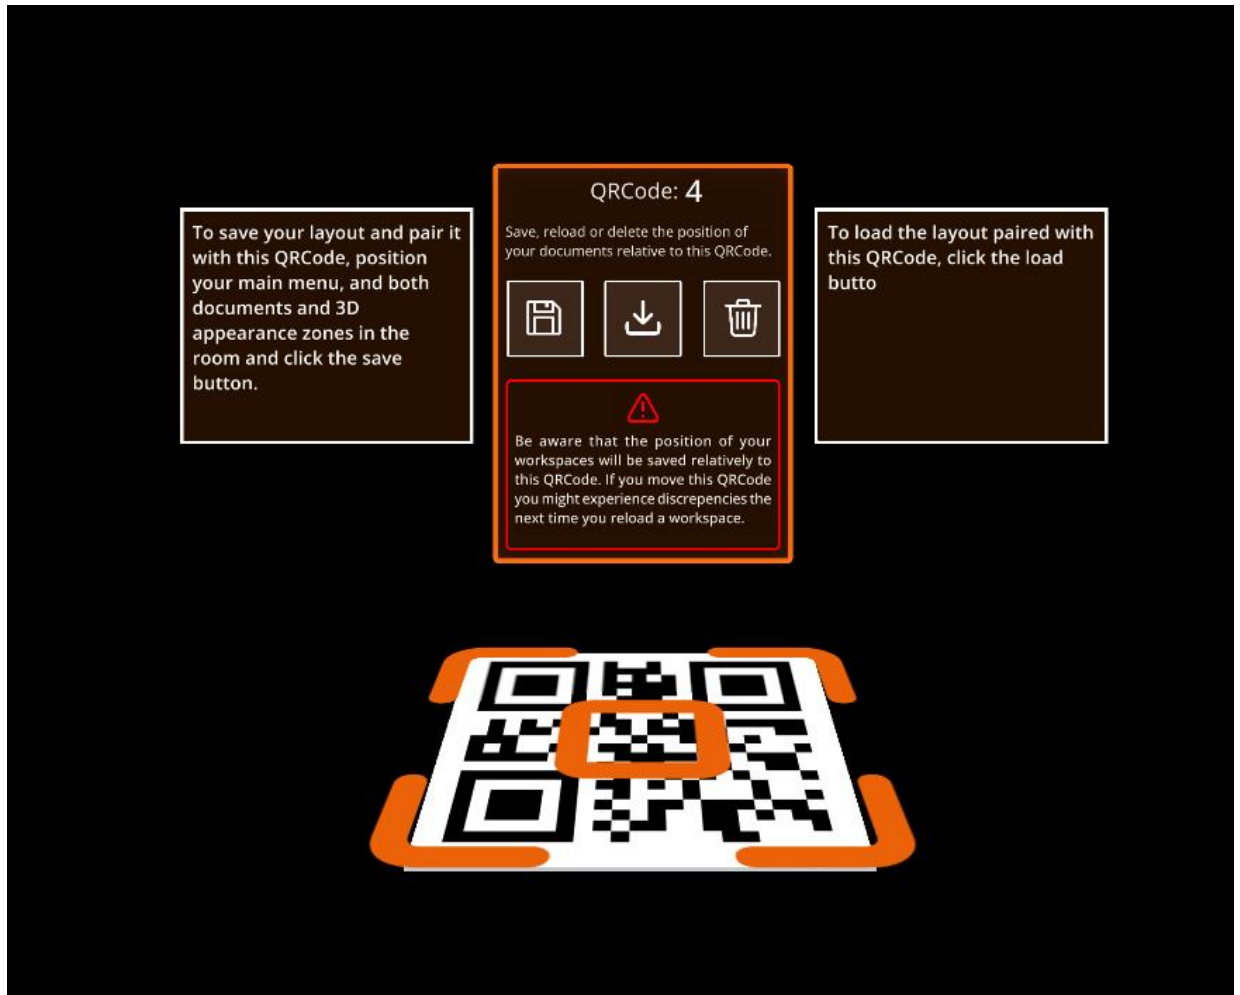 To save your layout and pair it
with this QRCode, position
your main menu, and both
documents and 3D
appearance zones in the
room and click the save
button.
QRCode: 4
Save, reload or delete the position of
your documents relative to this QRCode.
Be aware that the position of your
workspaces will be saved relatively to
this QRCode. If you move this QRCode
you might experience discrepencies the
next time you reload a workspace.
To load the layout paired with
this QRCode, click the load
butto